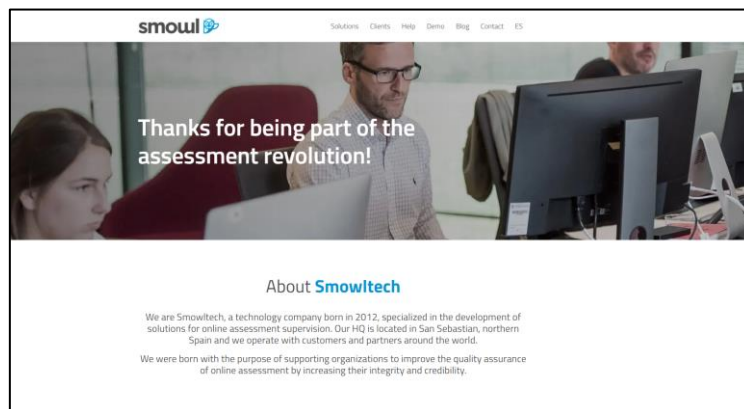 smowl
Solutions Clients Help Demo Blog Contact ES
Thanks for being part of the
assessment revolution!
About Smowltech
We are Smowltech, a technology company born in 2012, specialized in the development of
solutions for online assessment supervision. Our HQ is located in San Sebastian, northern
Spain and we operate with customers and partners around the world.
We were born with the purpose of supporting organizations to improve the quality assurance
of online assessment by increasing their integrity and credibility.